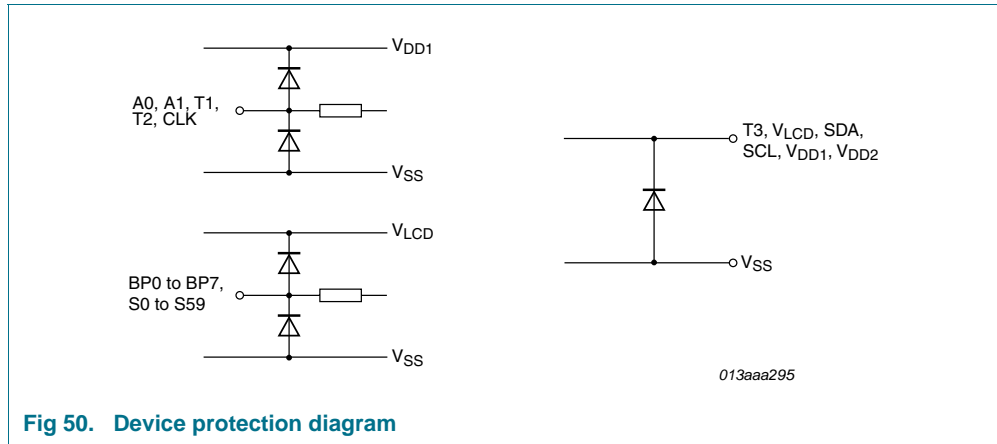 VDD1
A0, A1, T1,
T2, CLK
VSS
VLCD
BP0 to BP7,
S0 to S59
VSS
T3, VLCD, SDA,
SCL, VDD1, VDD2
VSS
013aaa295
Fig 50. Device protection diagram